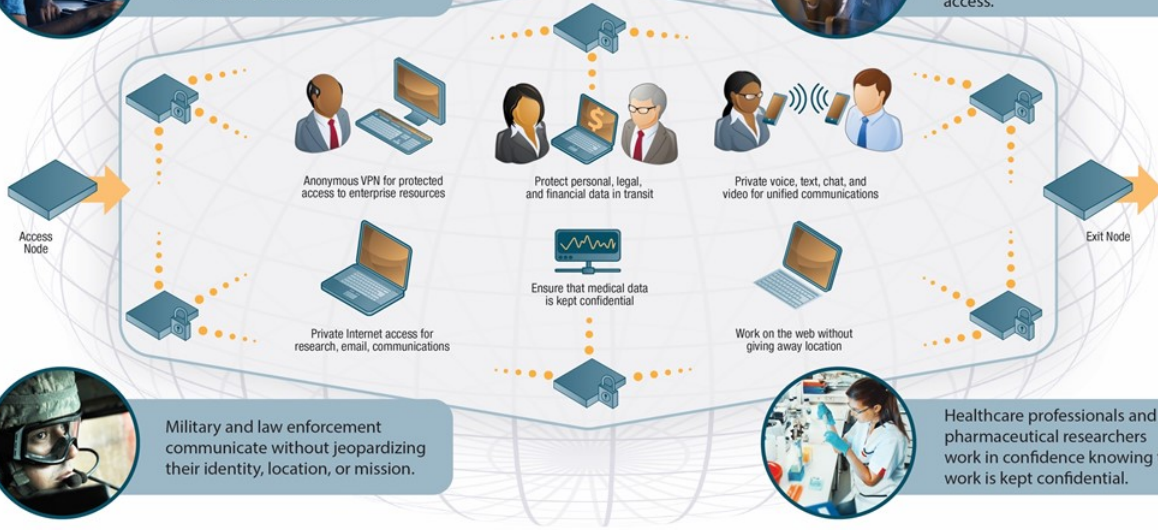 access.
Anonymous VPN for protected
access to enterprise resources
Protect personal, legal,
and financial data in transit
Private voice, text, chat, and
video for unified communications
Access
Node
Exit Node
Ensure that medical data
is kept confidential
Private Internet access for
research, email, communications
Work on the web without
giving away location
Military and law enforcement
communicate without jeopardizing
their identity, location, or mission.
Healthcare professionals and
pharmaceutical researchers
work in confidence knowing
work is kept confidential.